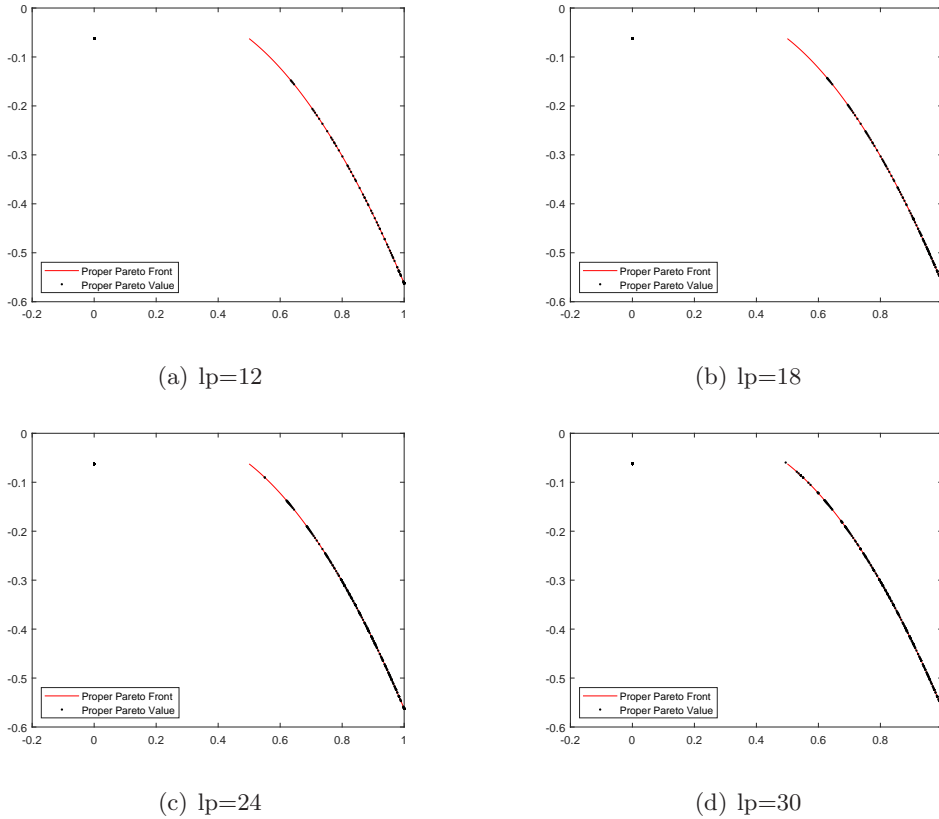 0
0
-0.1
-0.1
-0.2
-0.2
-0.3
-0.3
-0.4
-0.4
-0.5
-0.5
Proper Pareto Front
Proper Pareto Front
Proper Pareto Value
Proper Pareto Value
-0.6
-0.6
-0.2 0 0.2 0.4 0.6 0.8 1
-0.2 0 0.2 0.4 0.6 0.8
(a) lp=12
(b) lp=18
0
0
-0.1
-0.1
-0.2
-0.2
-0.3
-0.3
-0.4
-0.4
-0.5
-0.5
Proper Pareto Front
Proper Pareto Front
Proper Pareto Value
Proper Pareto Value
-0.6
-0.6
-0.2 0 0.2 0.4 0.6 0.8 1
-0.2 0 0.2 0.4 0.6 0.8
(c) lp=24
(d) lp=30